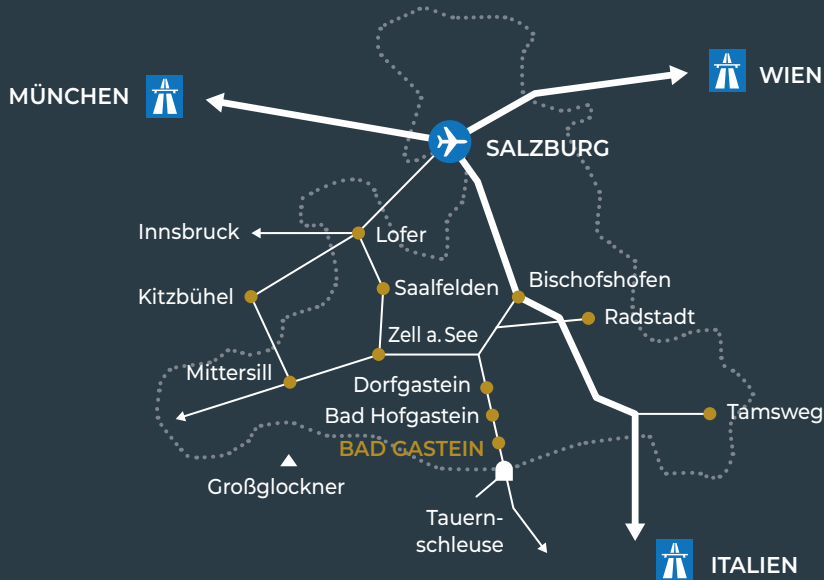 WIEN
MÜNCHEN
SALZBURG
Innsbruck
Lofer
Bischofshofen
Saalfelden
Kitzbühel
Radstadt
Zell a. See
Mittersill
Dorfgastein
Tamsweg
Bad Hofgastein
BAD GASTEIN
Großglockner
Tauern-
schleuse
ITALIEN